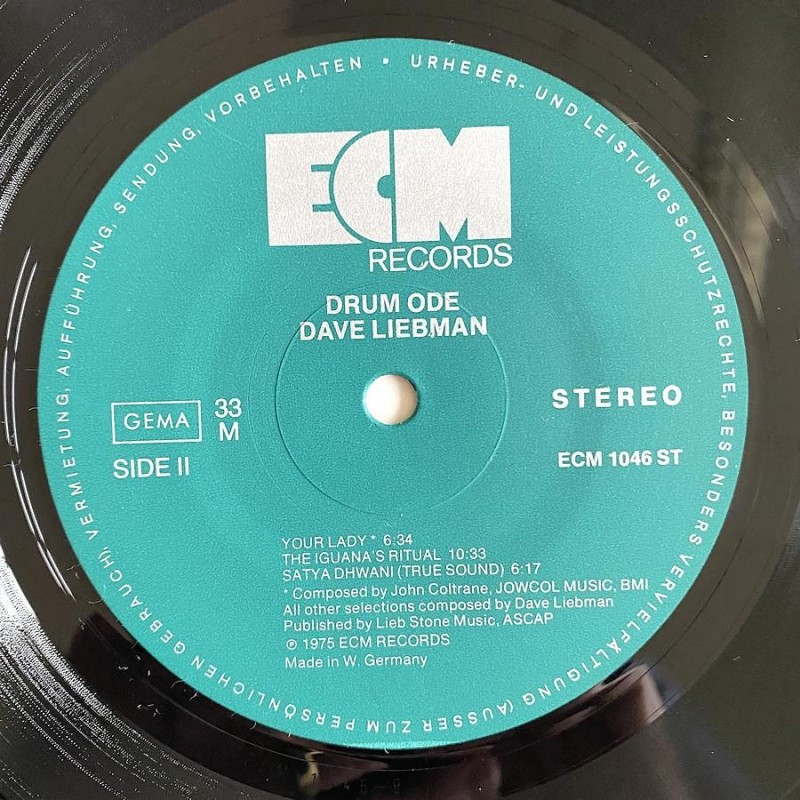 ECM
RECORDS
DRUM ODE
DAVE LIEBMAN
GEMA
33
M
SIDE II
STEREO
ECM 1046 ST
YOUR LADY * 6:34
THE IGUANA'S RITUAL 10:33
SATYA DHWANI (TRUE SOUND) 6:17
* Composed by John Coltrane, JOWCOL MUSIC, BMI
All other selections composed by Dave Liebman
Published by Lieb Stone Music, ASCAP
℗ 1975 ECM RECORDS
Made in W. Germany
• URHEBER- UND LEISTUNGSSCHUTZRECHTE, BESONDERS VERVIELFÄLTIGUNG (AUSSER ZUM PERSÖNLICHEN GEBRAUCH), VERMIETUNG, AUFFÜHRUNG, SENDUNG, VORBEHALTEN